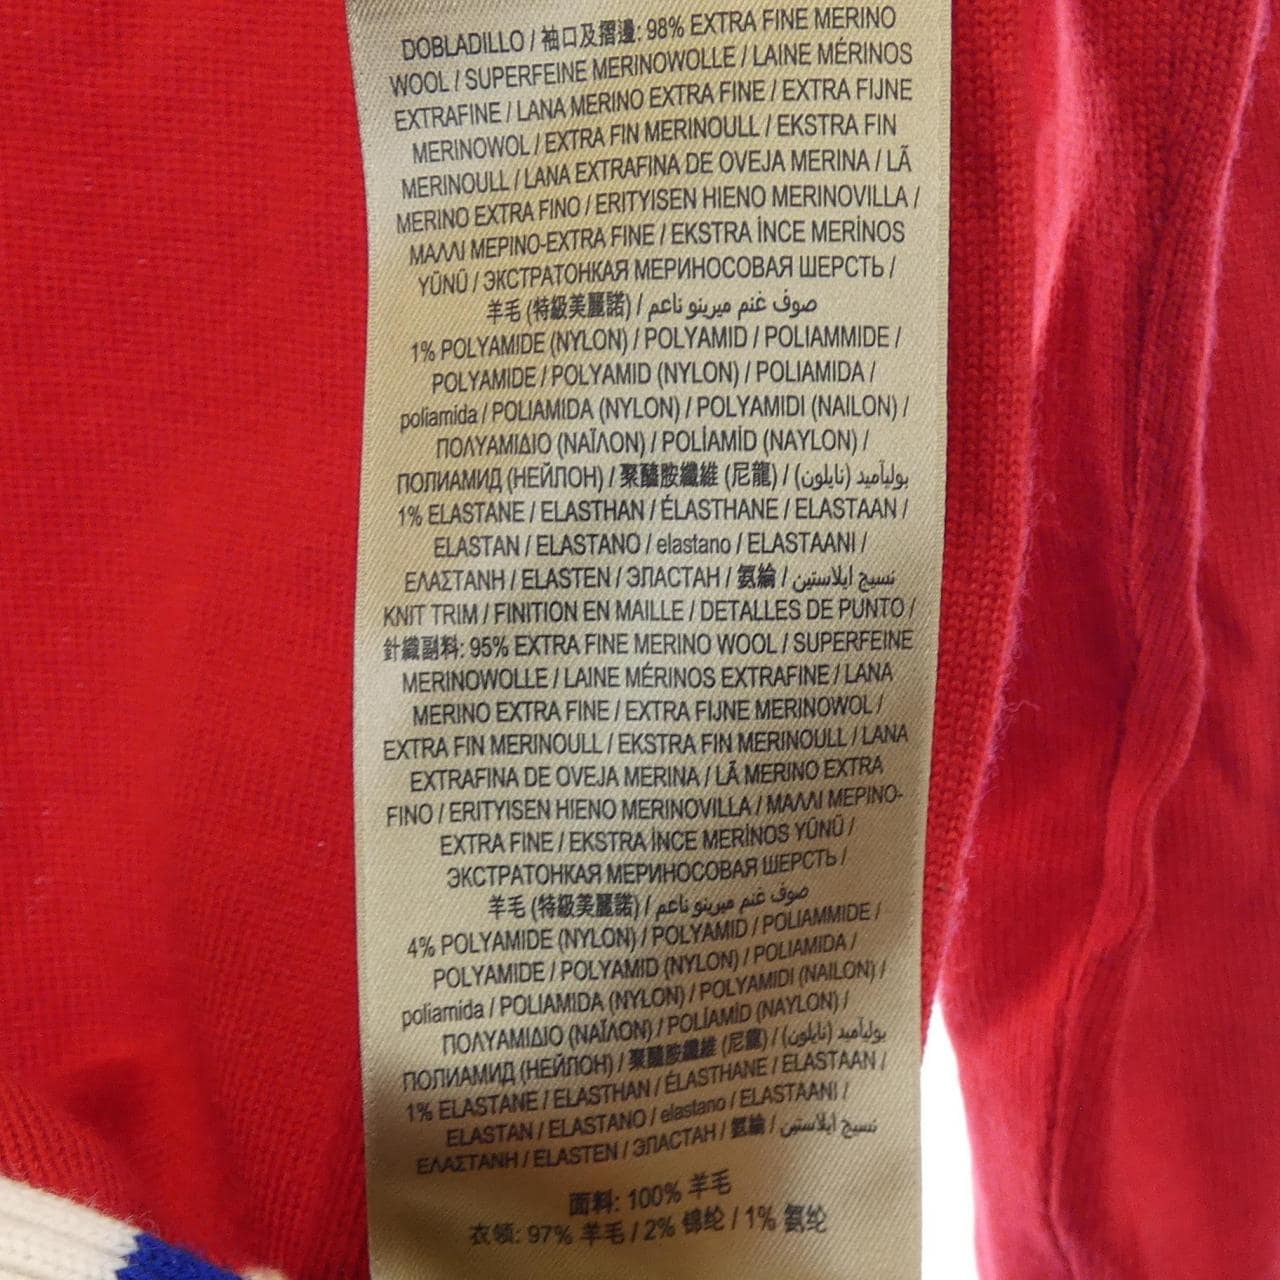 DOBLADILLO / 袖口及摺邊: 98% EXTRA FINE MERINO
WOOL / SUPERFEINE MERINOWOLLE / LAINE MÉRINOS
EXTRAFINE / LANA MERINO EXTRA FINE / EXTRA FIJNE
MERINOWOL / EXTRA FIN MERINOULL / EKSTRA FIN
MERINOULL / LANA EXTRAFINA DE OVEJA MERINA / LÃ
MERINO EXTRA FINO / ERITYISEN HIENO MERINOVILLA /
ΜΑΛΛΙ ΜΕΡΙΝΟ-EXTRA FINE / EKSTRA İNCE MERİNOS
YÜNÜ / ЭКСТРАТОНКАЯ МЕРИНОСОВАЯ ШЕРСТЬ /
羊毛 (特級美麗諾) / صوف غنم ميرينو ناعم
1% POLYAMIDE (NYLON) / POLYAMID / POLIAMMIDE /
POLYAMIDE / POLYAMID (NYLON) / POLIAMIDA /
poliamida / POLIAMIDA (NYLON) / POLYAMIDI (NAILON) /
ΠΟΛΥΑΜΙΔΙΟ (ΝΑΪΛΟΝ) / POLİAMİD (NAYLON) /
ПОЛИАМИД (НЕЙЛОН) / 聚醯胺纖維 (尼龍) / بوليآميد (نايلون)
1% ELASTANE / ELASTHAN / ÉLASTHANE / ELASTAAN /
ELASTAN / ELASTANO / elastano / ELASTAANI /
ΕΛΑΣΤΑΝΗ / ELASTEN / ЭЛАСТАН / 氨綸 / نسيج ايلاستين
KNIT TRIM / FINITION EN MAILLE / DETALLES DE PUNTO /
針織副料: 95% EXTRA FINE MERINO WOOL / SUPERFEINE
MERINOWOLLE / LAINE MÉRINOS EXTRAFINE / LANA
MERINO EXTRA FINE / EXTRA FIJNE MERINOWOL /
EXTRA FIN MERINOULL / EKSTRA FIN MERINOULL / LANA
EXTRAFINA DE OVEJA MERINA / LÃ MERINO EXTRA
FINO / ERITYISEN HIENO MERINOVILLA / ΜΑΛΛΙ ΜΕΡΙΝΟ-
EXTRA FINE / EKSTRA İNCE MERİNOS YÜNÜ /
ЭКСТРАТОНКАЯ МЕРИНОСОВАЯ ШЕРСТЬ /
羊毛 (特級美麗諾) / صوف غنم ميرينو ناعم
4% POLYAMIDE (NYLON) / POLYAMID / POLIAMMIDE /
POLYAMIDE / POLYAMID (NYLON) / POLIAMIDA /
poliamida / POLIAMIDA (NYLON) / POLYAMIDI (NAILON) /
ΠΟΛΥΑΜΙΔΙΟ (ΝΑΪΛΟΝ) / POLİAMİD (NAYLON) /
ПОЛИАМИД (НЕЙЛОН) / 聚醯胺纖維 (尼龍) / بوليآميد (نايلون)
1% ELASTANE / ELASTHAN / ÉLASTHANE / ELASTAAN /
ELASTAN / ELASTANO / elastano / ELASTAANI /
ΕΛΑΣΤΑΝΗ / ELASTEN / ЭЛАСТАН / 氨綸 / نسيج ايلاستين
面料: 100% 羊毛
衣领: 97% 羊毛 / 2% 锦纶 / 1% 氨纶